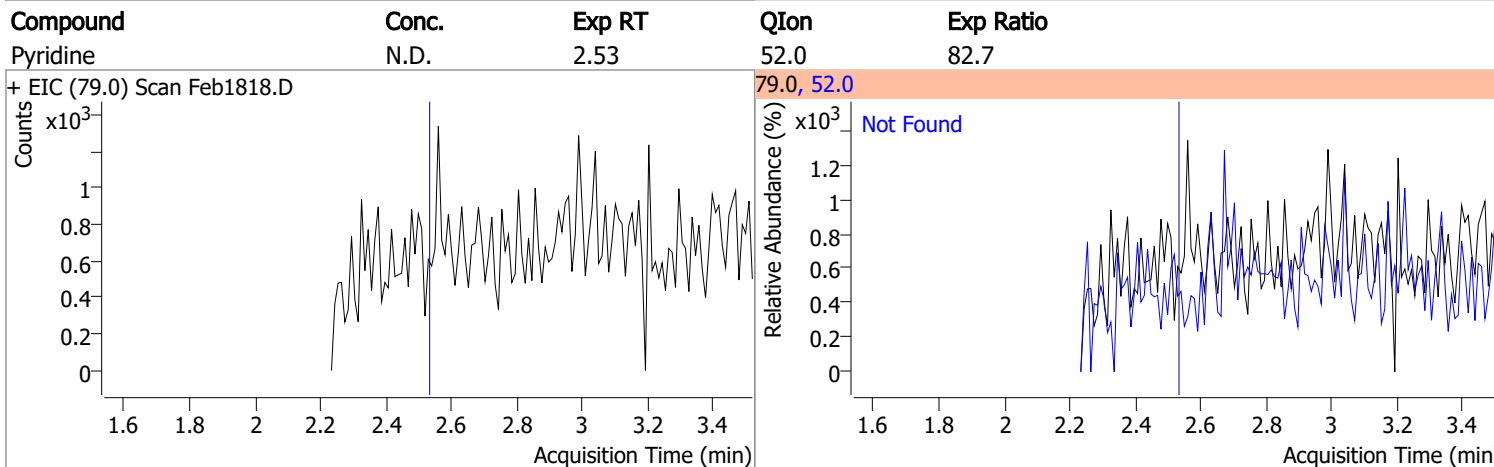 Compound Conc. Exp RT QIon Exp Ratio
Pyridine N.D. 2.53 52.0 82.7
+ EIC (79.0) Scan Feb1818.D
Counts
x10³
1
0.8
0.6
0.4
0.2
0
1.6 1.8 2 2.2 2.4 2.6 2.8 3 3.2 3.4
Acquisition Time (min)
79.0, 52.0
Relative Abundance (%)
x10³
Not Found
1.2
1
0.8
0.6
0.4
0.2
0
1.6 1.8 2 2.2 2.4 2.6 2.8 3 3.2 3.4
Acquisition Time (min